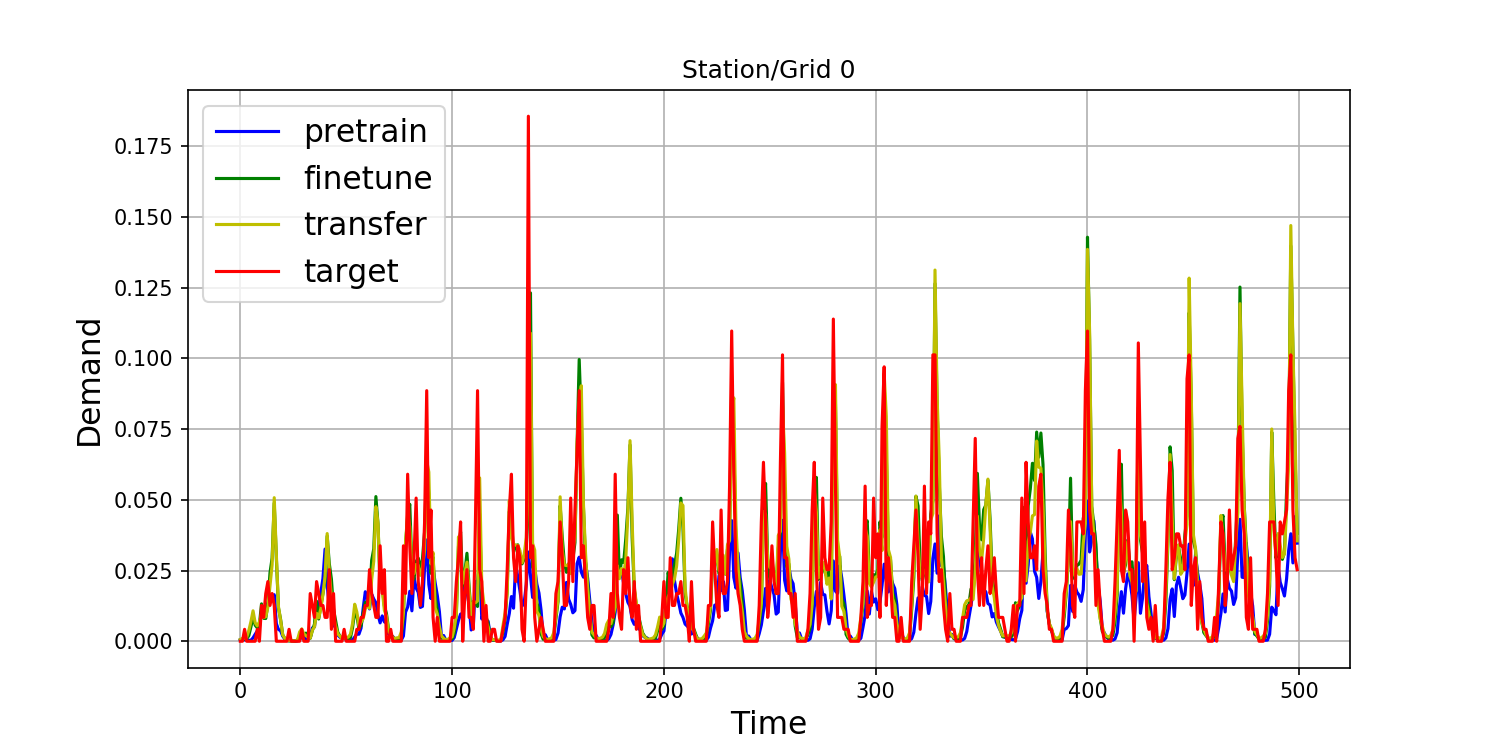 Station/Grid 0
pretrain
finetune
transfer
target
0.175
0.150
0.125
0.100
0.075
0.050
0.025
0.000
Demand
0 100 200 300 400 500
Time